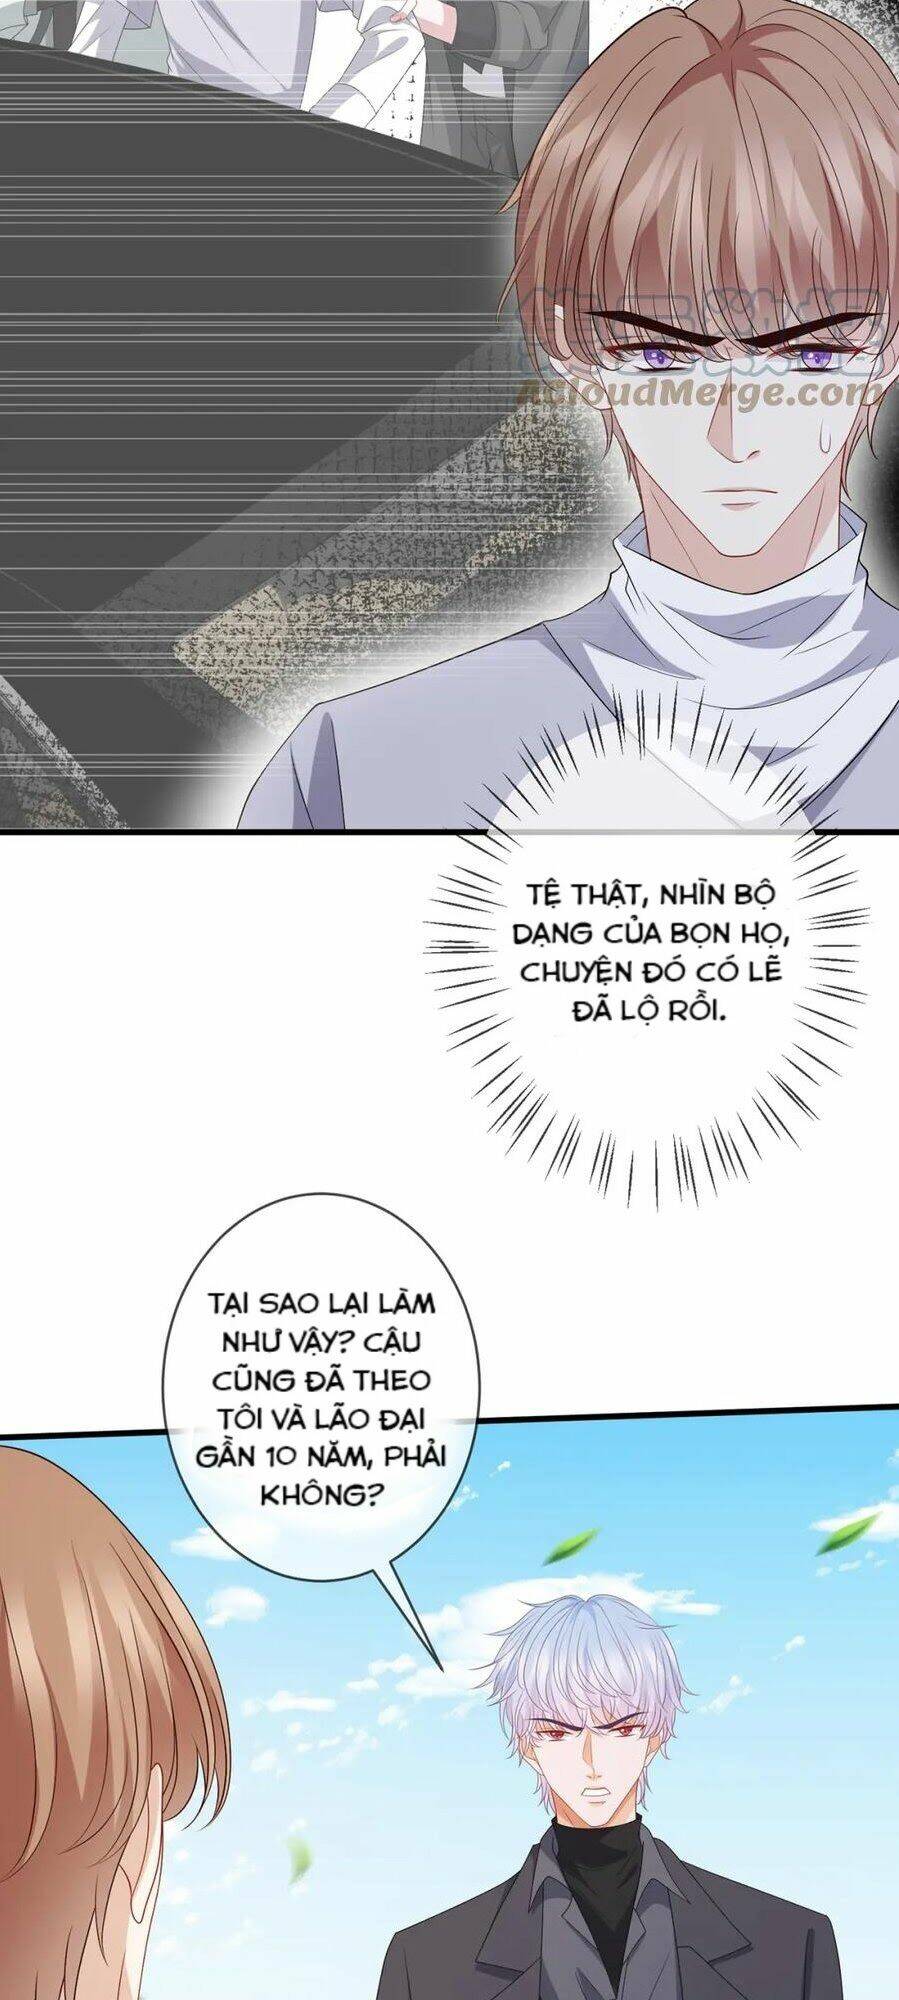 AcloudMerge.com
TỆ THẬT, NHÌN BỘ
DẠNG CỦA BỌN HỌ,
CHUYỆN ĐÓ CÓ LẼ
ĐÃ LỘ RỒI.
TẠI SAO LẠI LÀM
NHƯ VẬY? CẬU
CŨNG ĐÃ THEO
TÔI VÀ LÃO ĐẠI
GẦN 10 NĂM, PHẢI
KHÔNG?